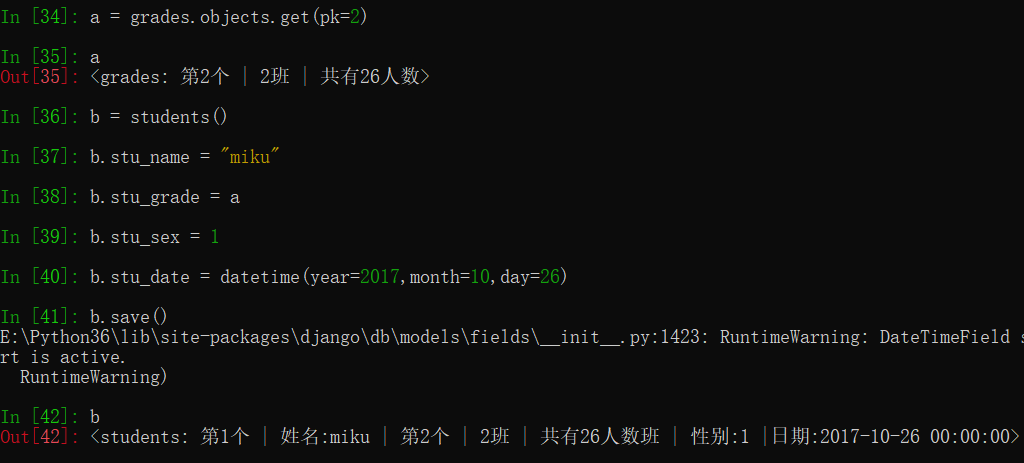 In [34]: a = grades.objects.get(pk=2)
In [35]: a
Out[35]: <grades: 第2个 | 2班 | 共有26人数>
In [36]: b = students()
In [37]: b.stu_name = "miku"
In [38]: b.stu_grade = a
In [39]: b.stu_sex = 1
In [40]: b.stu_date = datetime(year=2017,month=10,day=26)
In [41]: b.save()
E:\Python36\lib\site-packages\django\db\models\fields\__init__.py:1423: RuntimeWarning: DateTimeField s
rt is active.
  RuntimeWarning)
In [42]: b
Out[42]: <students: 第1个 | 姓名:miku | 第2个 | 2班 | 共有26人数班 | 性别:1 |日期:2017-10-26 00:00:00>